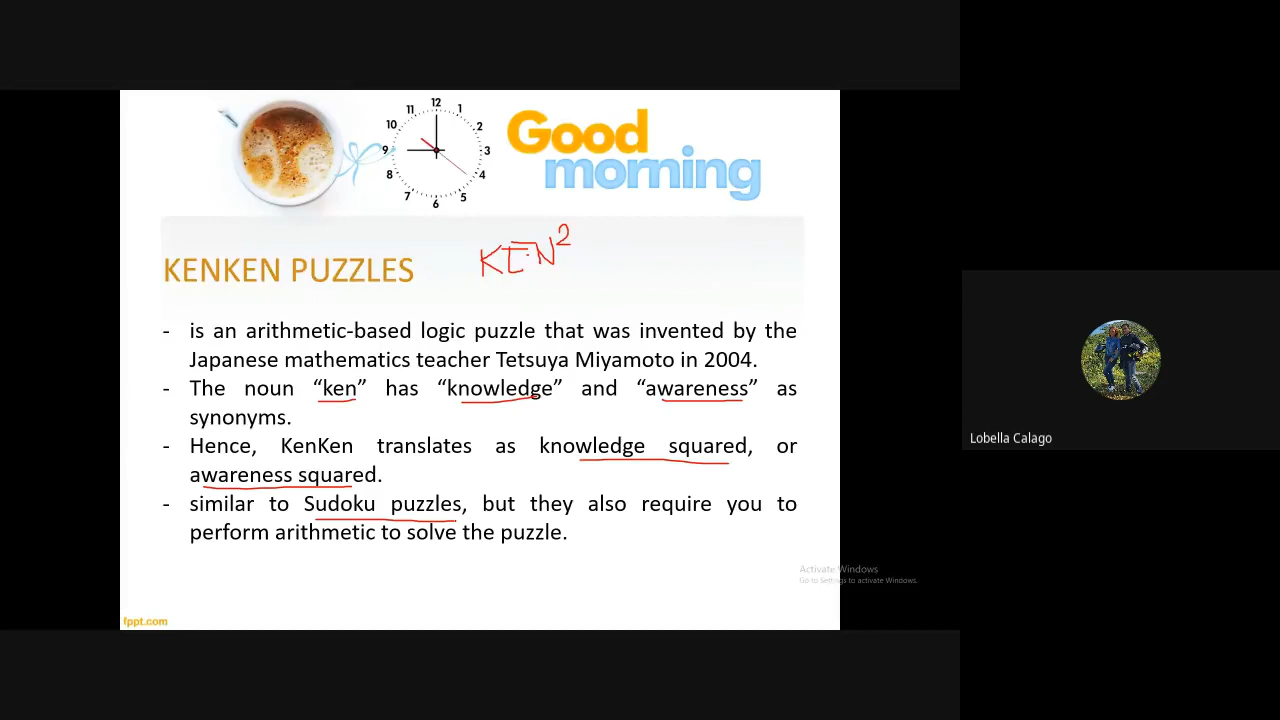 12
11 1
10 2
9 3
8 4
7 5
6
Good
morning
KEN²
KENKEN PUZZLES
- is an arithmetic-based logic puzzle that was invented by the
Japanese mathematics teacher Tetsuya Miyamoto in 2004.
- The noun “ken” has “knowledge” and “awareness” as
synonyms.
- Hence, KenKen translates as knowledge squared, or
awareness squared.
- similar to Sudoku puzzles, but they also require you to
perform arithmetic to solve the puzzle.
Lobella Calago
Activate Windows
Go to Settings to activate Windows.
fppt.com